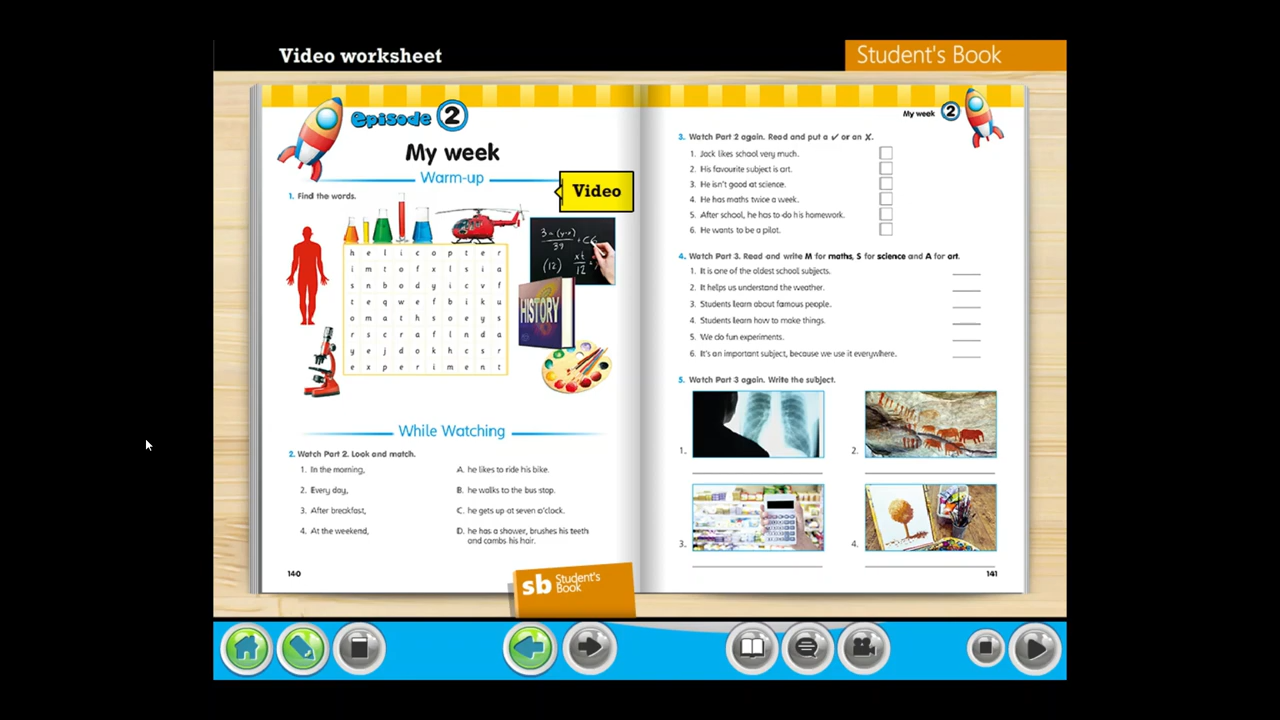 Video worksheet
Student's Book
Episode 2
My week
Warm-up
Video
1. Find the words.
h e l i c o p t e r
i m t o f x l s i a
s n b o d y i c v f
t e q w e f b i k u
o m a t h s o e y s
r s c r a f l n d a
y e j d o k h c s r
e x p e r i m e n t
HISTORY
While Watching
2. Watch Part 2. Look and match.
1. In the morning,
A. he likes to ride his bike.
2. Every day,
B. he walks to the bus stop.
3. After breakfast,
C. he gets up at seven o'clock.
4. At the weekend,
D. he has a shower, brushes his teeth
and combs his hair.
140
sb Student's
Book
My week 2
3. Watch Part 2 again. Read and put a ✓ or an ✗.
1. Jack likes school very much.
2. His favourite subject is art.
3. He isn't good at science.
4. He has maths twice a week.
5. After school, he has to do his homework.
6. He wants to be a pilot.
4. Watch Part 3. Read and write M for maths, S for science and A for art.
1. It is one of the oldest school subjects.
2. It helps us understand the weather.
3. Students learn about famous people.
4. Students learn how to make things.
5. We do fun experiments.
6. It's an important subject, because we use it everywhere.
5. Watch Part 3 again. Write the subject.
1.
2.
3.
4.
141